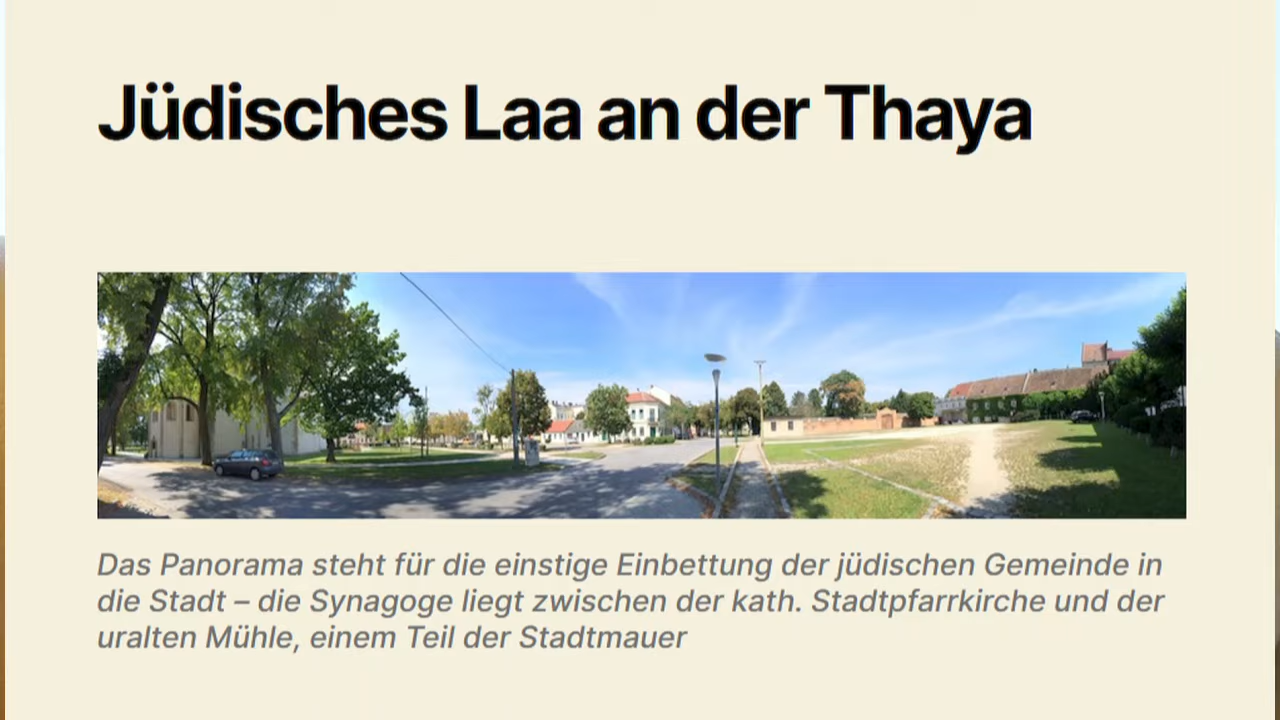 Jüdisches Laa an der Thaya
Das Panorama steht für die einstige Einbettung der jüdischen Gemeinde in
die Stadt – die Synagoge liegt zwischen der kath. Stadtpfarrkirche und der
uralten Mühle, einem Teil der Stadtmauer